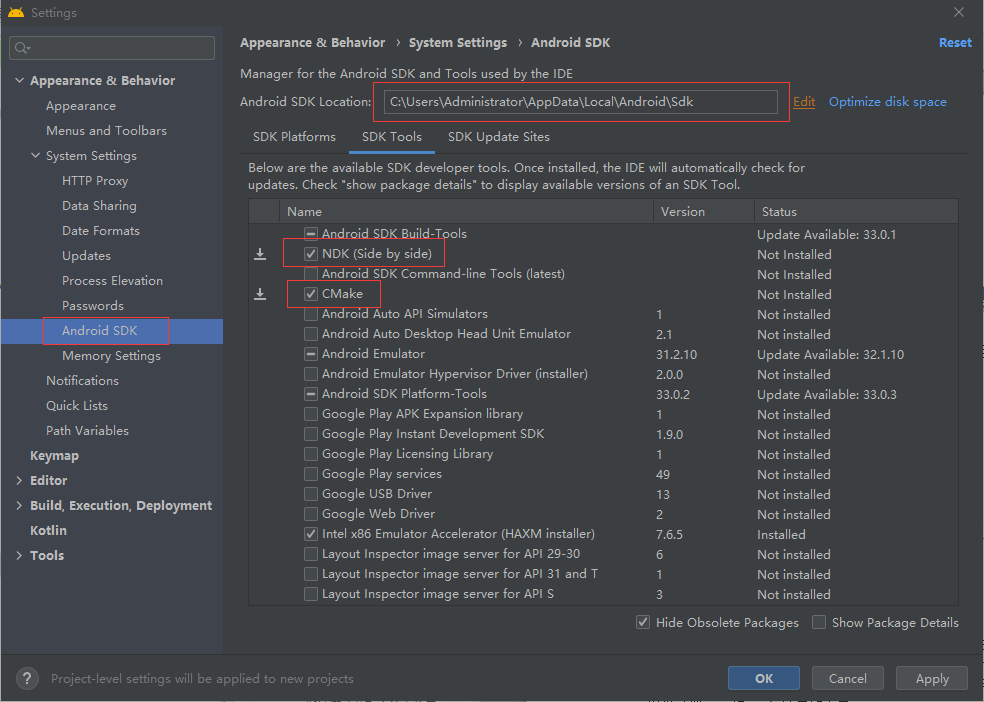 Settings
Appearance & Behavior
Appearance
Menus and Toolbars
System Settings
HTTP Proxy
Data Sharing
Date Formats
Updates
Process Elevation
Passwords
Android SDK
Memory Settings
Notifications
Quick Lists
Path Variables
Keymap
Editor
Build, Execution, Deployment
Kotlin
Tools
Appearance & Behavior › System Settings › Android SDK Reset
Manager for the Android SDK and Tools used by the IDE
Android SDK Location: C:\Users\Administrator\AppData\Local\Android\Sdk Edit Optimize disk space
SDK Platforms SDK Tools SDK Update Sites
Below are the available SDK developer tools. Once installed, the IDE will automatically check for
updates. Check "show package details" to display available versions of an SDK Tool.
Name Version Status
Android SDK Build-Tools Update Available: 33.0.1
NDK (Side by side) Not Installed
Android SDK Command-line Tools (latest) Not Installed
CMake Not Installed
Android Auto API Simulators 1 Not installed
Android Auto Desktop Head Unit Emulator 2.1 Not installed
Android Emulator 31.2.10 Update Available: 32.1.10
Android Emulator Hypervisor Driver (installer) 2.0.0 Not installed
Android SDK Platform-Tools 33.0.2 Update Available: 33.0.3
Google Play APK Expansion library 1 Not installed
Google Play Instant Development SDK 1.9.0 Not installed
Google Play Licensing Library 1 Not installed
Google Play services 49 Not installed
Google USB Driver 13 Not installed
Google Web Driver 2 Not installed
Intel x86 Emulator Accelerator (HAXM installer) 7.6.5 Installed
Layout Inspector image server for API 29-30 6 Not installed
Layout Inspector image server for API 31 and T 1 Not installed
Layout Inspector image server for API S 3 Not installed
Hide Obsolete Packages Show Package Details
? Project-level settings will be applied to new projects
OK Cancel Apply